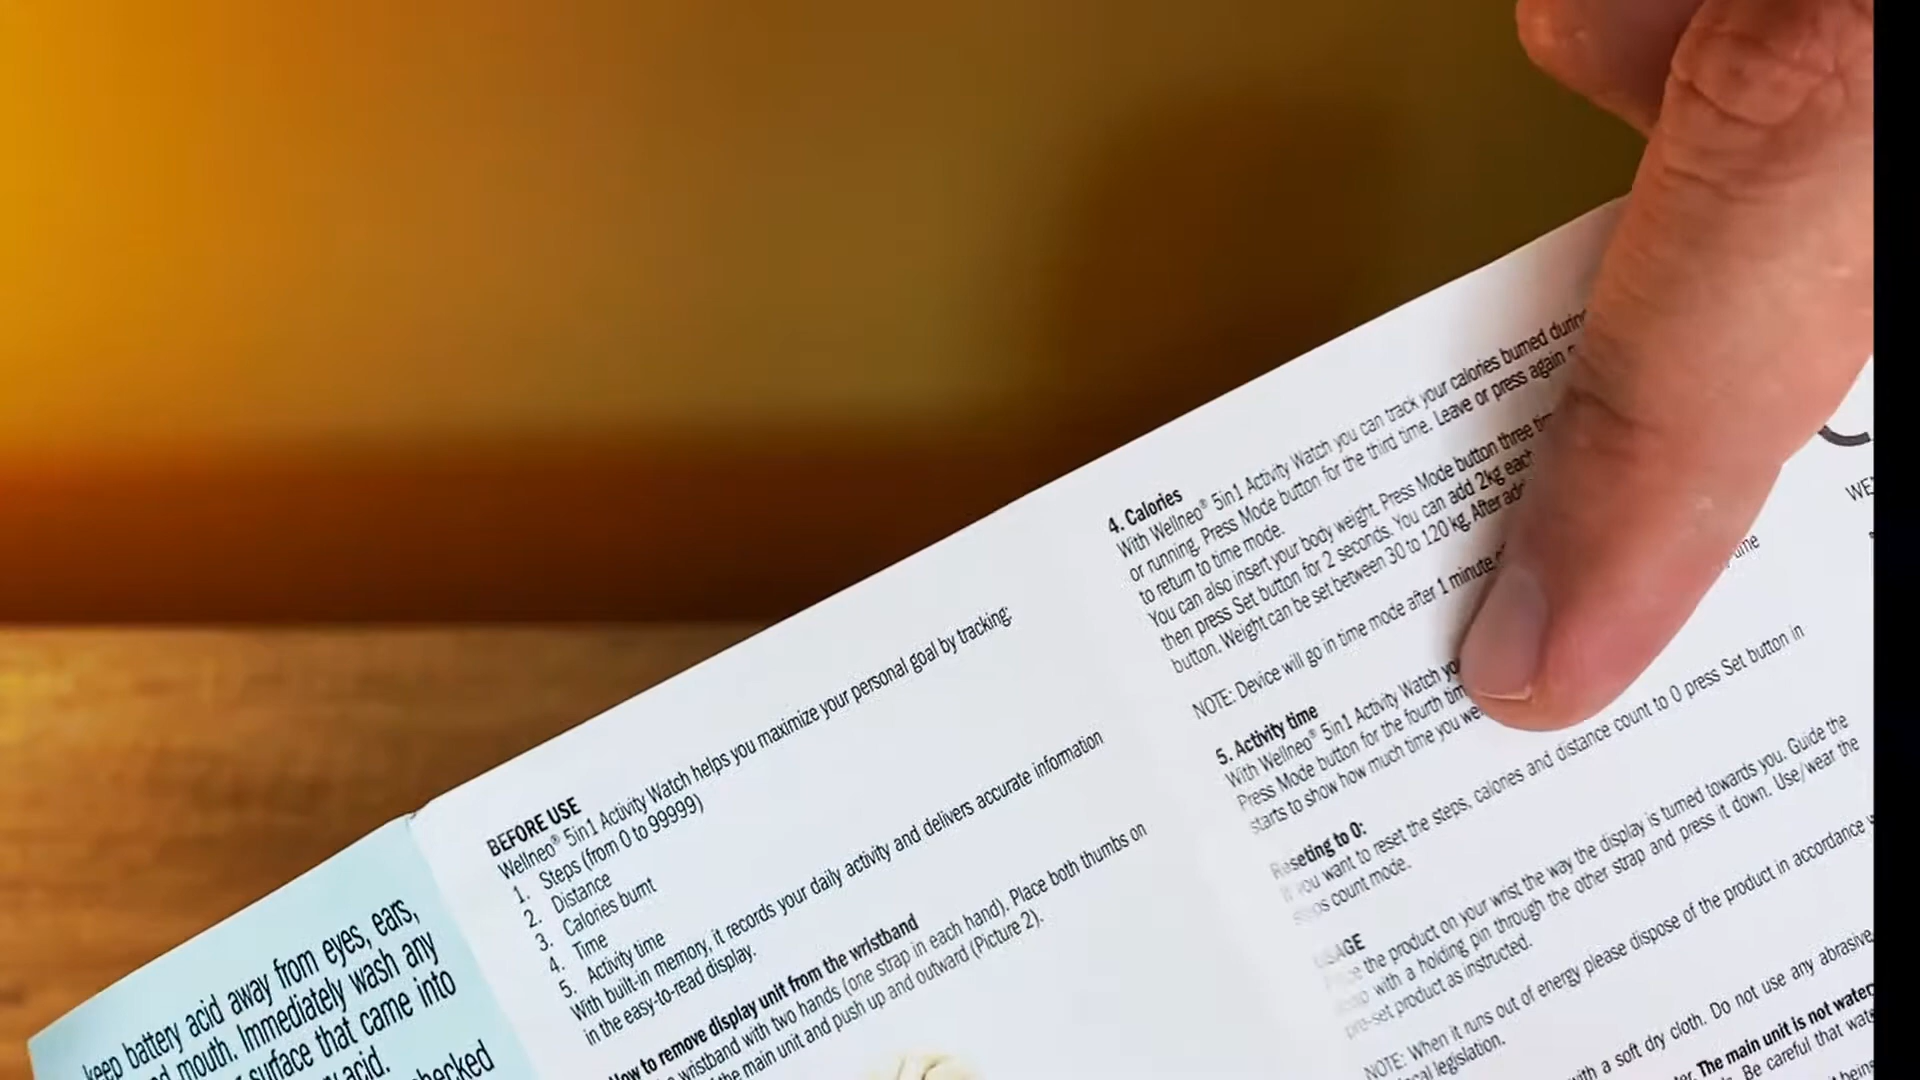 keep battery acid away from eyes, ears,
mouth. Immediately wash any
surface that came into
acid.
BEFORE USE
Wellneo® 5in1 Activity Watch helps you maximize your personal goal by tracking:
1. Steps (from 0 to 99999)
2. Distance
3. Calories burnt
4. Time
5. Activity time
With built-in memory, it records your daily activity and delivers accurate information
in the easy-to-read display.
How to remove display unit from the wristband
wristband with two hands (one strap in each hand). Place both thumbs on
the main unit and push up and outward (Picture 2).
4. Calories
With Wellneo® 5in1 Activity Watch you can track your calories burned during
or running. Press Mode button for the third time. Leave or press again
to return to time mode.
You can also insert your body weight. Press Mode button three
then press Set button for 2 seconds. You can add 2kg each
button. Weight can be set between 30 to 120 kg. After
NOTE: Device will go in time mode after 1 minute
time
5. Activity time
With Wellneo® 5in1 Activity Watch
Press Mode button for the fourth
starts to show how much time you
Reseting to 0:
If you want to reset the steps, calories and distance count to 0 press Set button in
steps count mode.
USAGE
the product on your wrist the way the display is turned towards you. Guide the
with a holding pin through the other strap and press it down. Use/wear the
pre-set product as instructed.
NOTE: When it runs out of energy please dispose of the product in accordance
local legislation.
with a soft dry cloth. Do not use any abrasive
The main unit is not
Be careful that
being